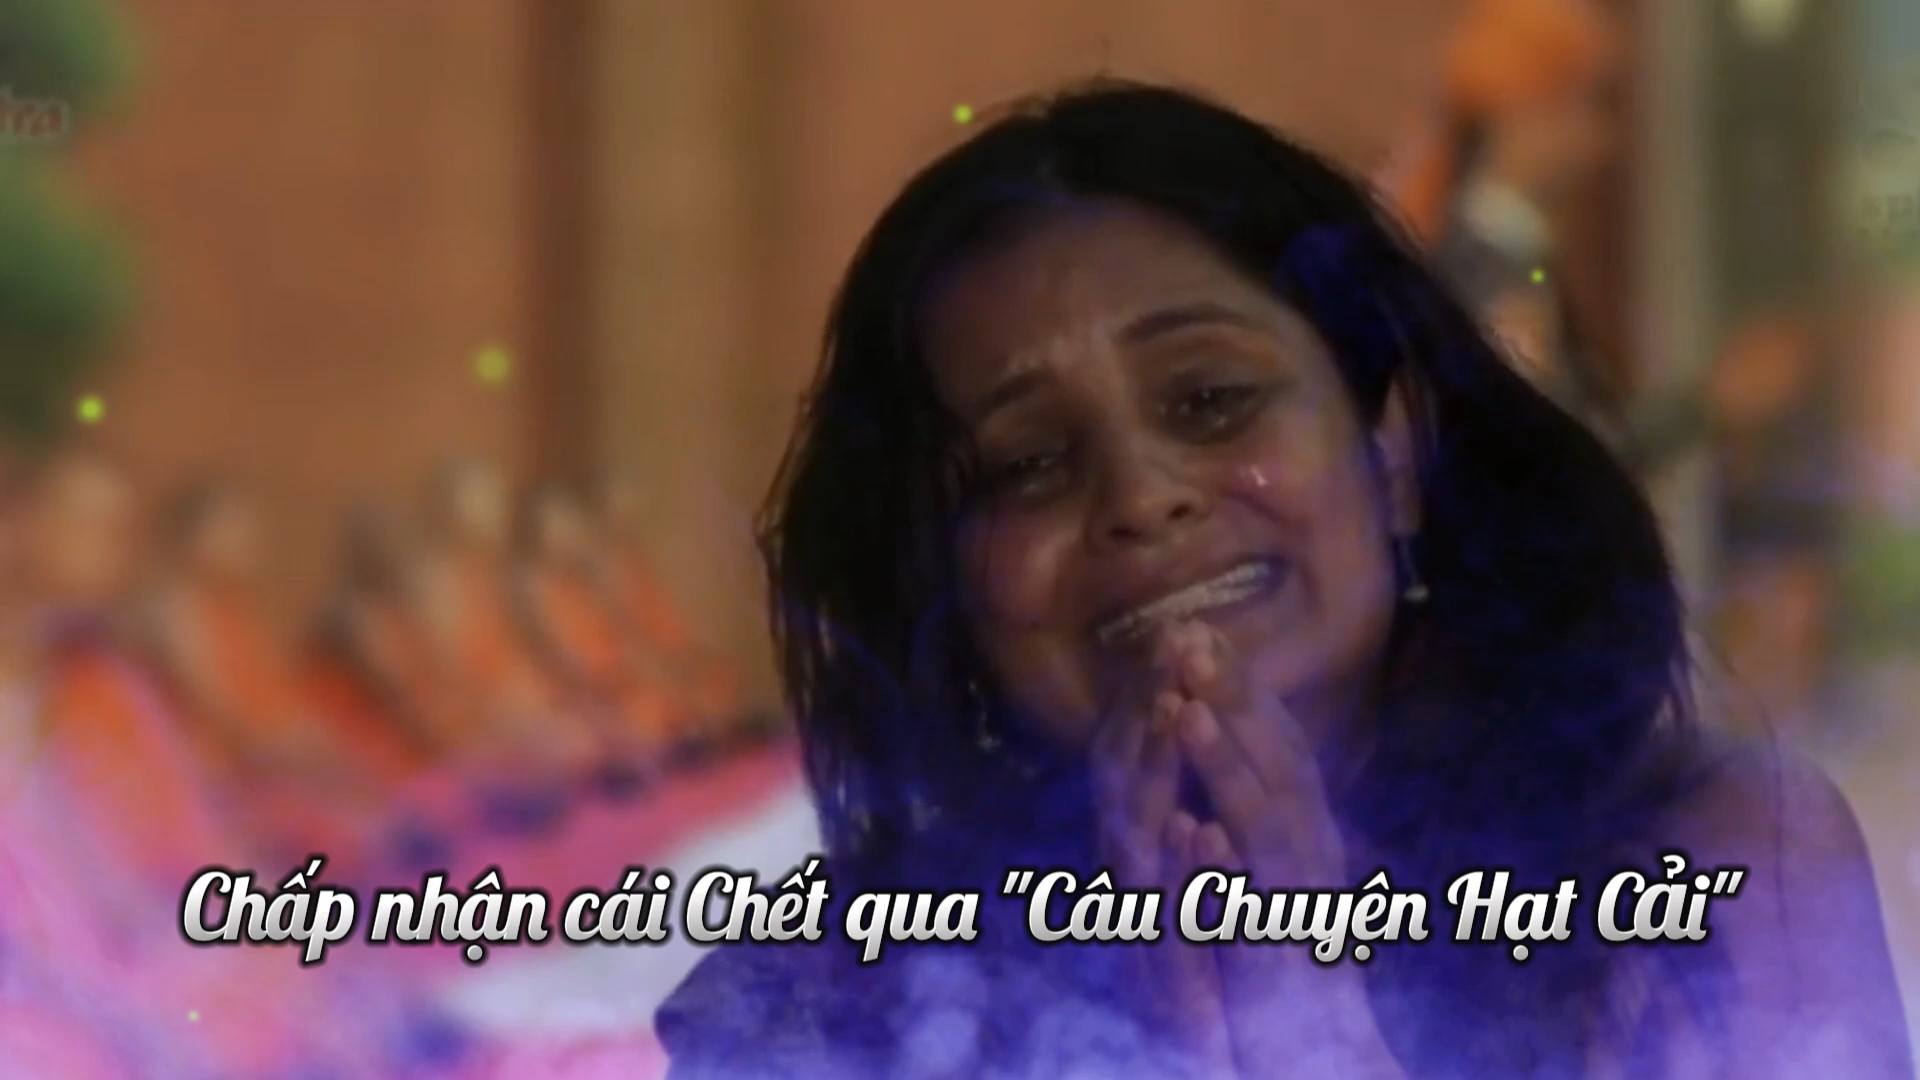 Chấp nhận cái Chết qua "Câu Chuyện Hạt Cải"